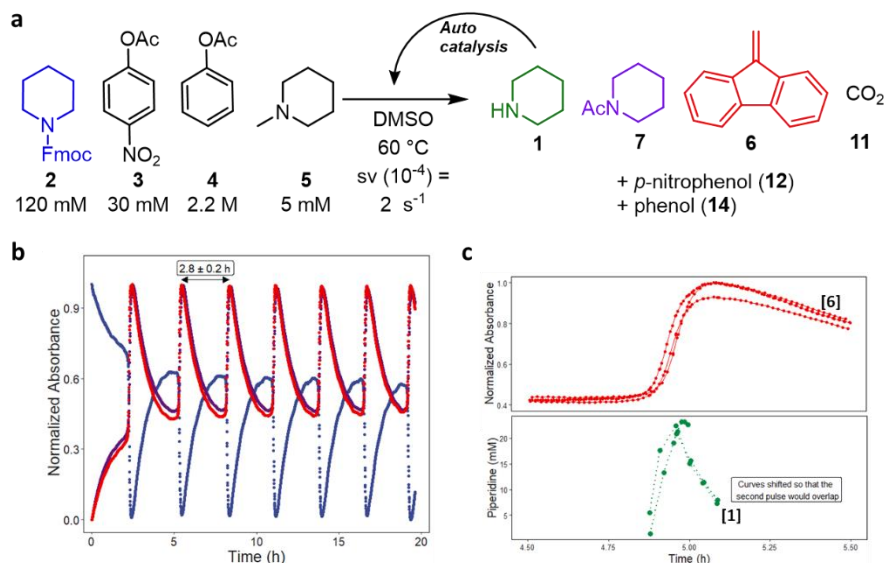 a
OAc
OAc
Auto
catalysis
N
Fmoc
NO₂
N
DMSO
60 °C
sv (10⁻⁴) =
2 s⁻¹
HN
AcN
CO₂
2
3
4
5
1
7
6
11
120 mM
30 mM
2.2 M
5 mM
+ p-nitrophenol (12)
+ phenol (14)
b
2.8 ± 0.2 h
Normalized Absorbance
0.9
0.6
0.3
0.0
0
5
10
15
20
Time (h)
c
Normalized Absorbance
1.0
0.8
0.6
0.4
[6]
Piperidine (mM)
20
15
10
5
0
Curves shifted so that the
second pulse would overlap
[1]
4.50
4.75
5.00
5.25
5.50
Time (h)